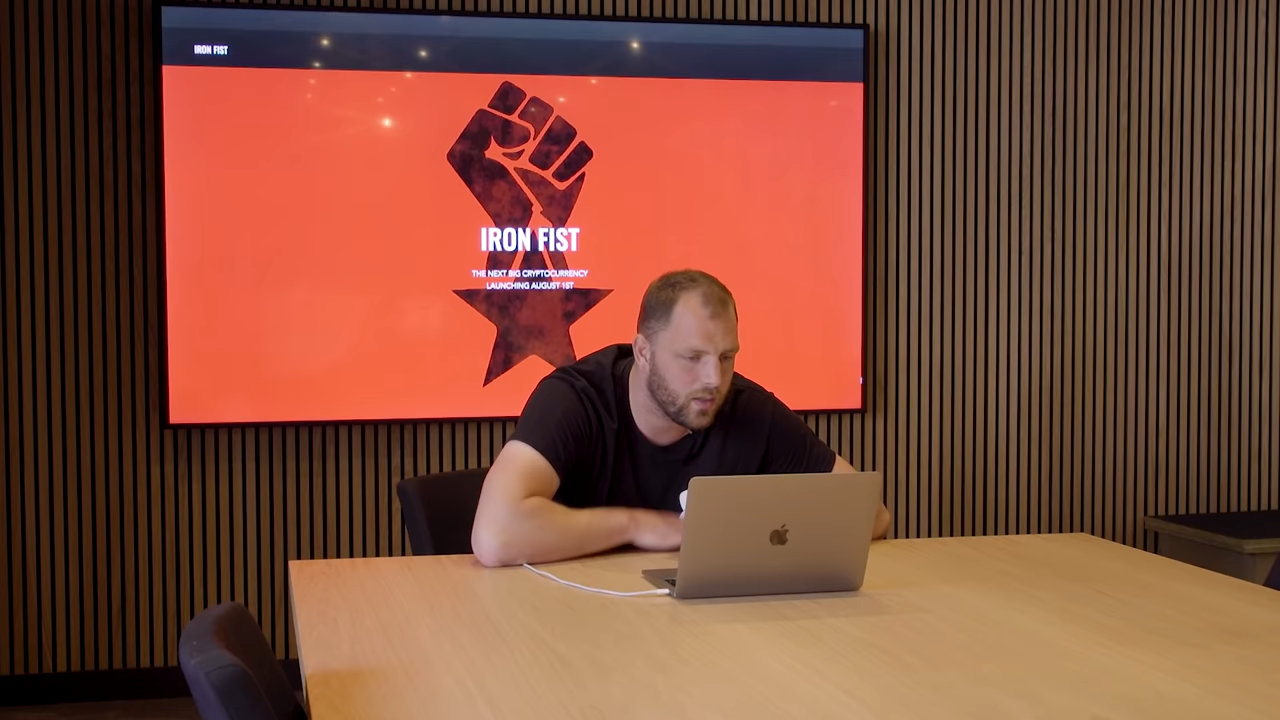 IRON FIST
IRON FIST
THE NEXT BIG CRYPTOCURRENCY
LAUNCHING AUGUST 1ST